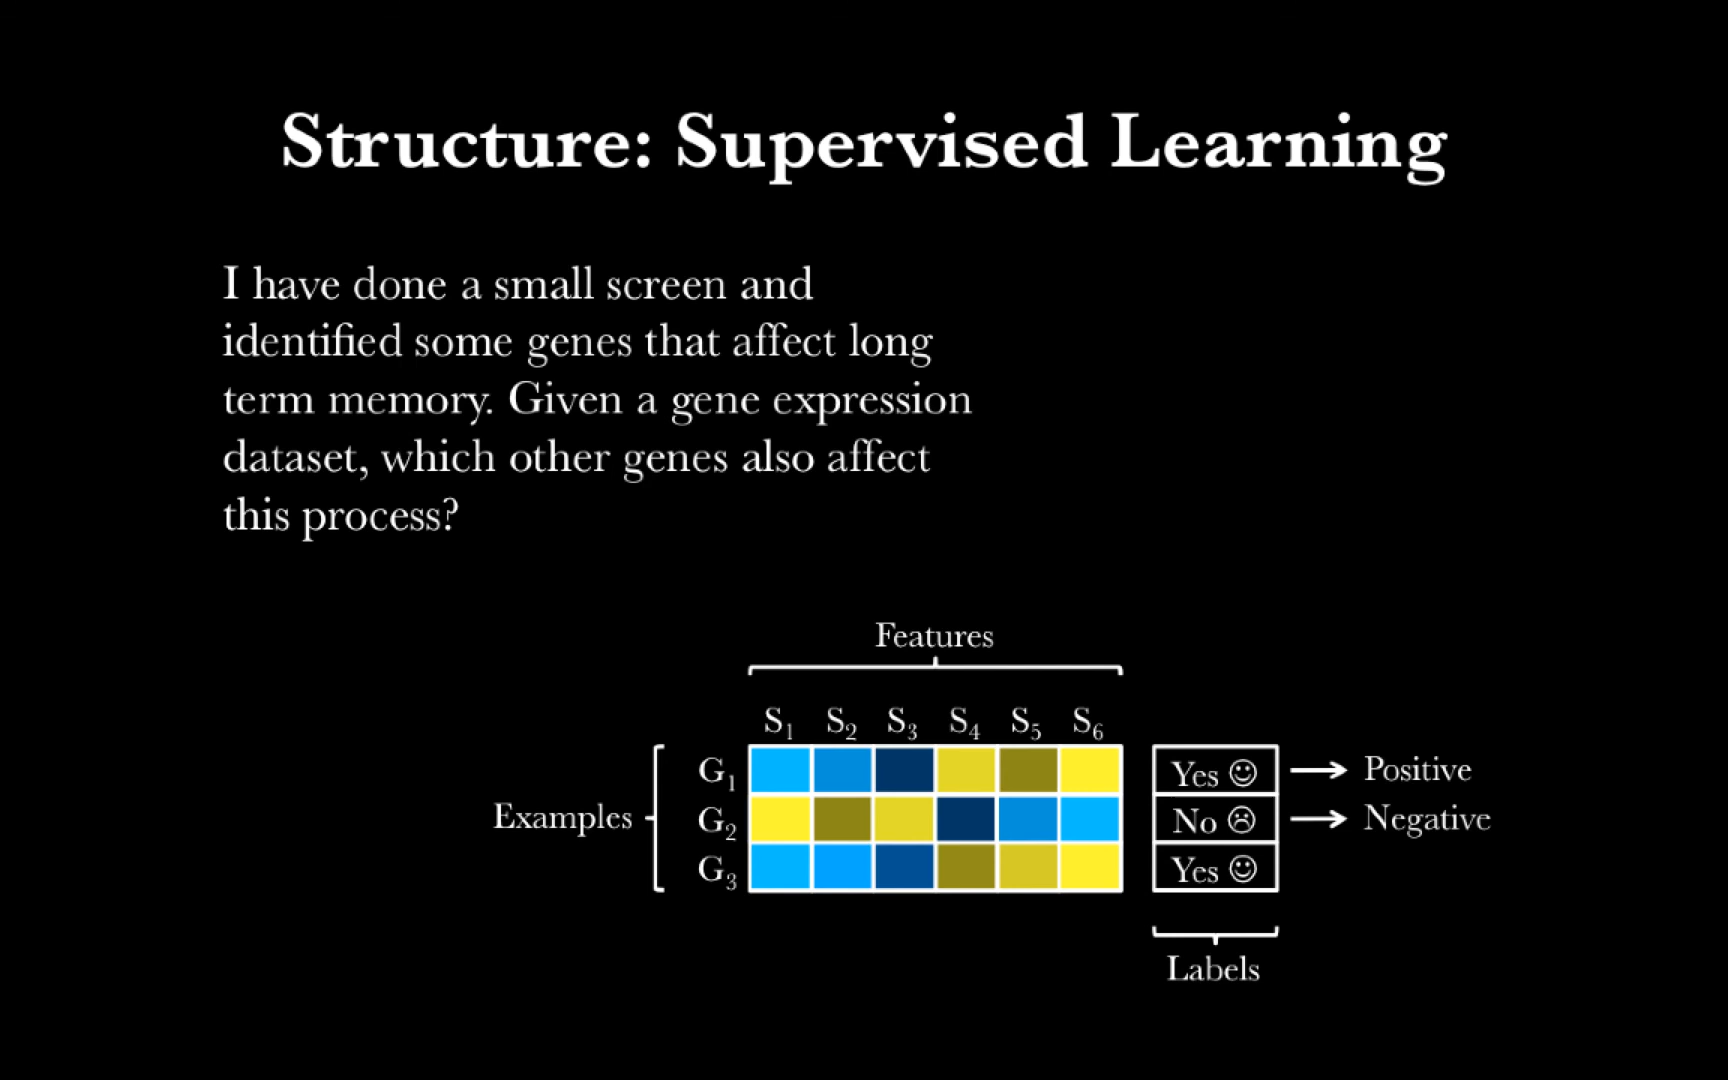 Structure: Supervised Learning
I have done a small screen and
identified some genes that affect long
term memory. Given a gene expression
dataset, which other genes also affect
this process?
Features
S1 S2 S3 S4 S5 S6
G1 Yes ☺ → Positive
Examples G2 No ☹ → Negative
G3 Yes ☺
Labels